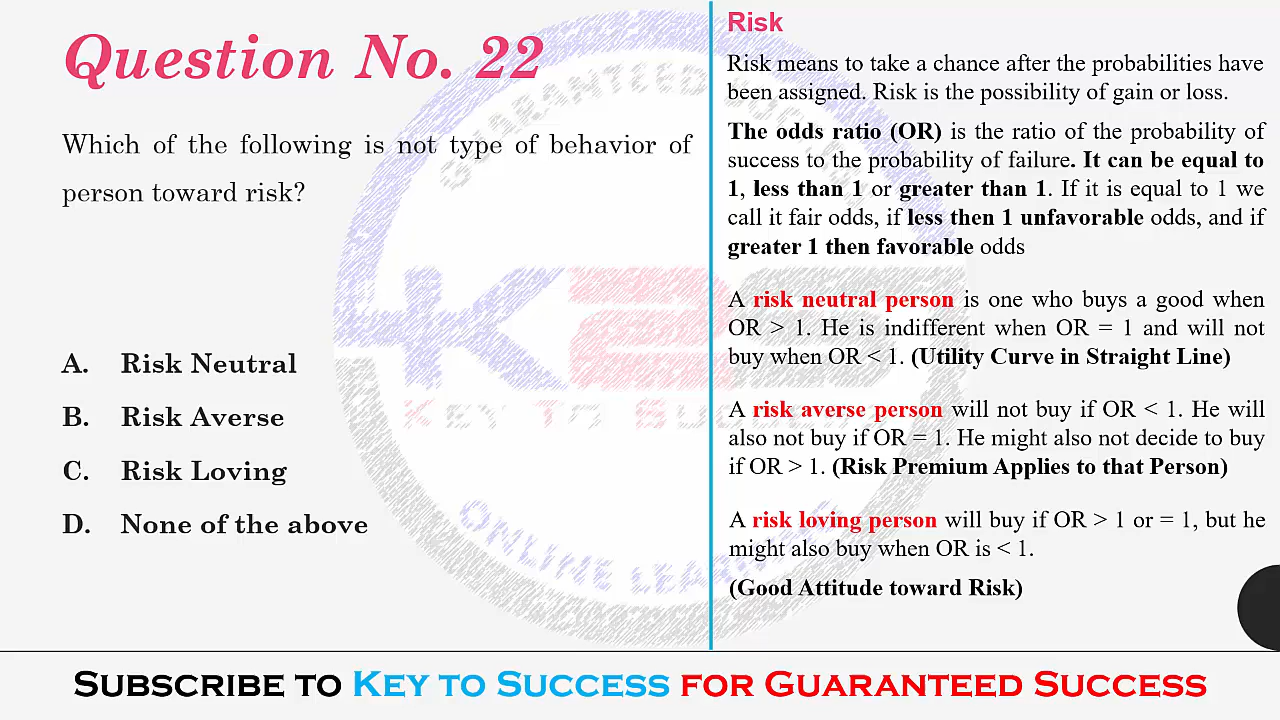 Question No. 22
Which of the following is not type of behavior of
person toward risk?
A. Risk Neutral
B. Risk Averse
C. Risk Loving
D. None of the above
Risk
Risk means to take a chance after the probabilities have
been assigned. Risk is the possibility of gain or loss.
The odds ratio (OR) is the ratio of the probability of
success to the probability of failure. It can be equal to
1, less than 1 or greater than 1. If it is equal to 1 we
call it fair odds, if less then 1 unfavorable odds, and if
greater 1 then favorable odds
A risk neutral person is one who buys a good when
OR > 1. He is indifferent when OR = 1 and will not
buy when OR < 1. (Utility Curve in Straight Line)
A risk averse person will not buy if OR < 1. He will
also not buy if OR = 1. He might also not decide to buy
if OR > 1. (Risk Premium Applies to that Person)
A risk loving person will buy if OR > 1 or = 1, but he
might also buy when OR is < 1.
(Good Attitude toward Risk)
K2S
KEY TO SUCCESS
GUARANTEED
ONLINE
SUBSCRIBE TO KEY TO SUCCESS FOR GUARANTEED SUCCESS